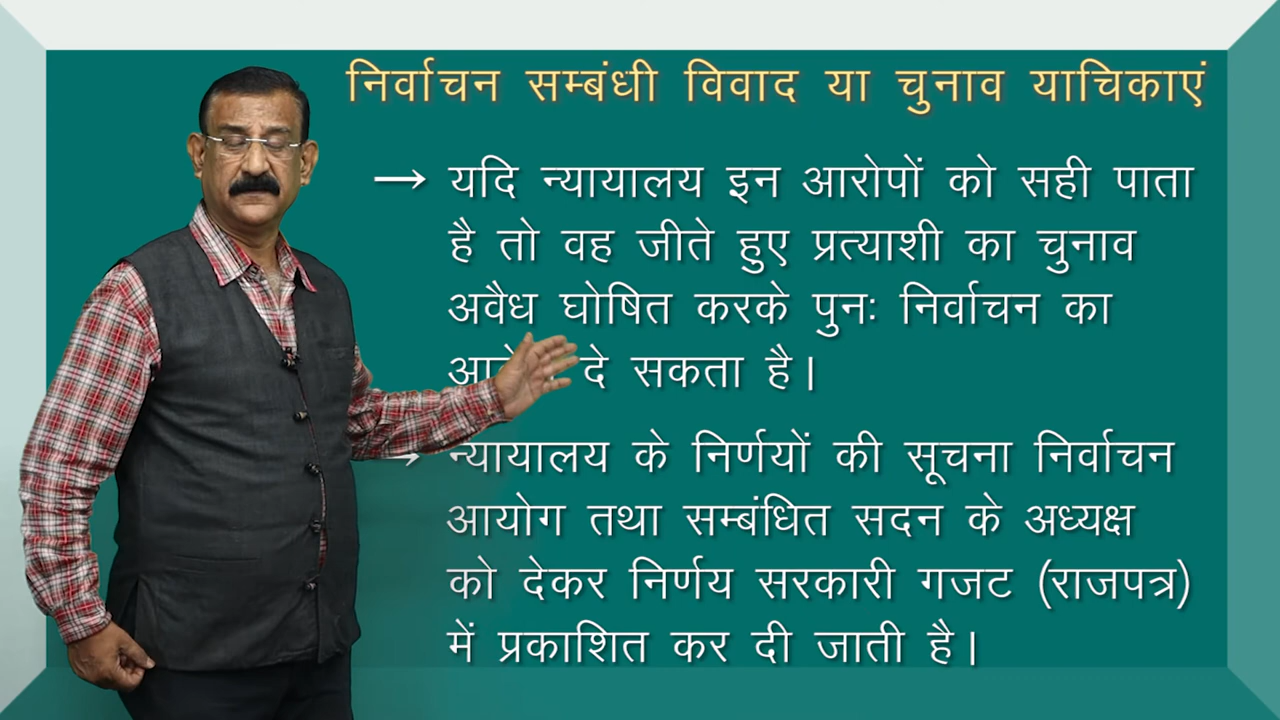 निर्वाचन सम्बंधी विवाद या चुनाव याचिकाएं
→ यदि न्यायालय इन आरोपों को सही पाता
है तो वह जीते हुए प्रत्याशी का चुनाव
अवैध घोषित करके पुनः निर्वाचन का
दे सकता है।
→ न्यायालय के निर्णयों की सूचना निर्वाचन
आयोग तथा सम्बंधित सदन के अध्यक्ष
को देकर निर्णय सरकारी गजट (राजपत्र)
में प्रकाशित कर दी जाती है।